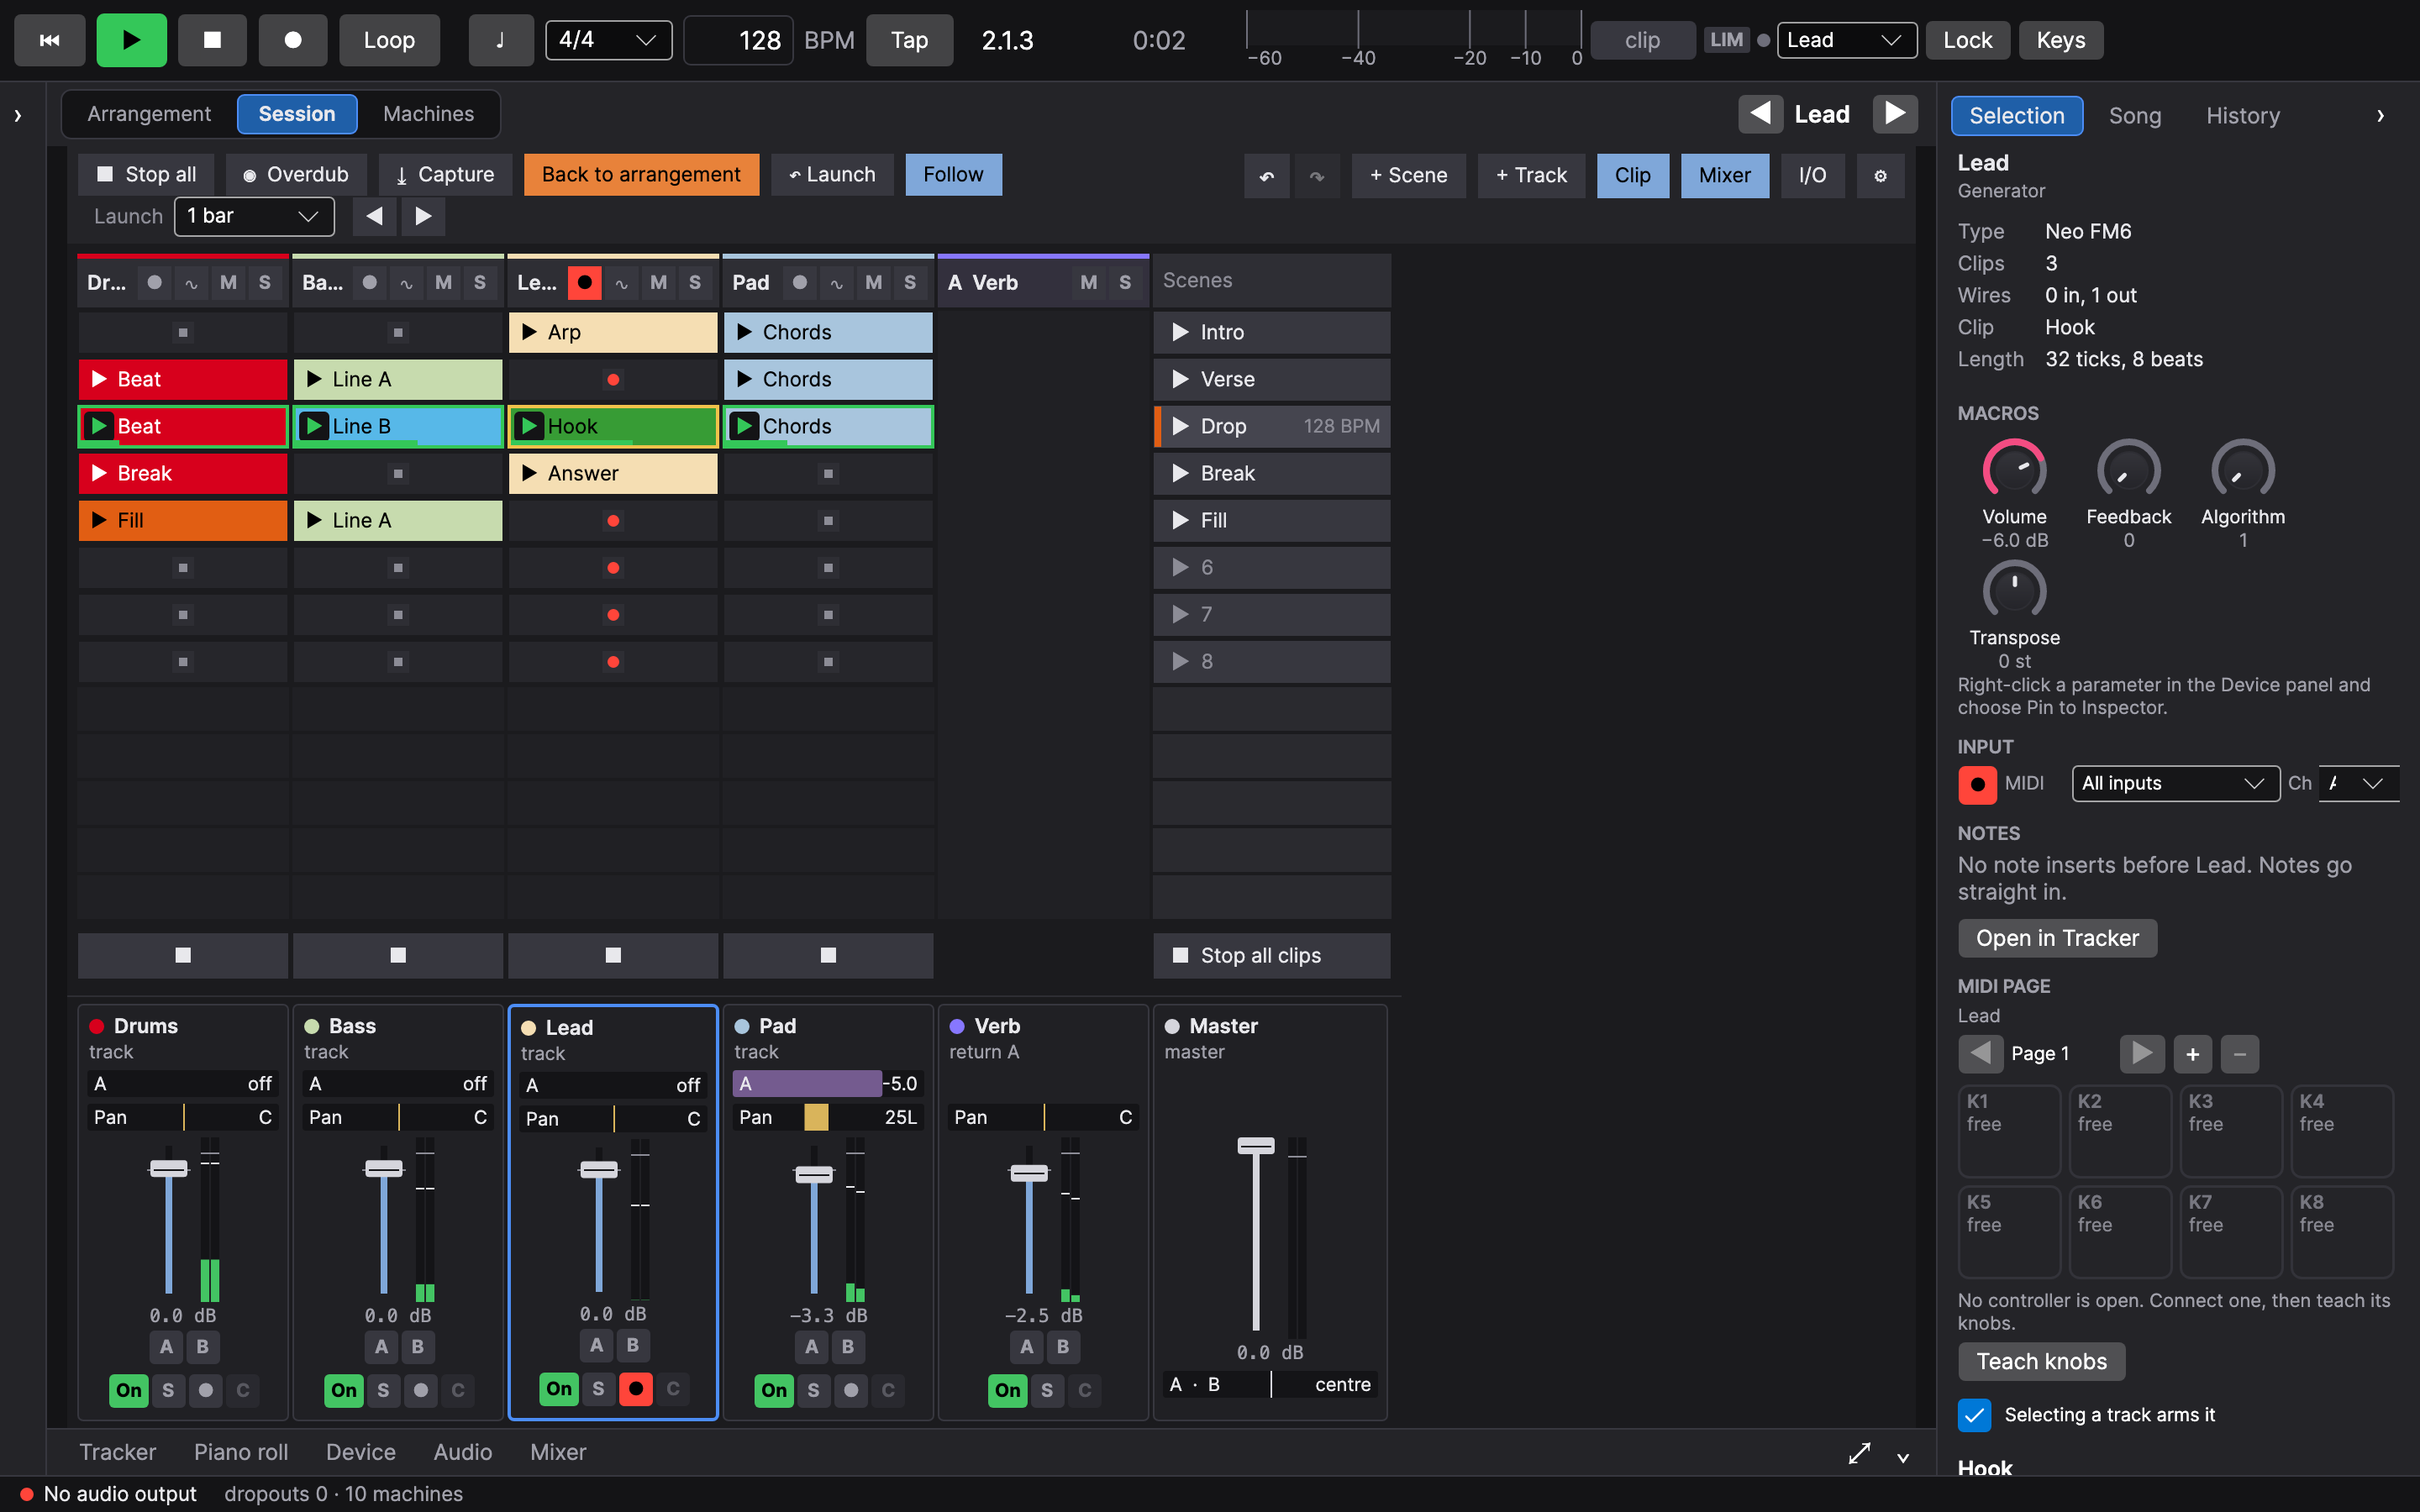 Loop 4/4 128 BPM Tap 2.1.3 0:02 −60 −40 −20 −10 0 clip LIM Lead Lock Keys
Arrangement Session Machines Lead
Stop all Overdub Capture Back to arrangement Launch Follow + Scene + Track Clip Mixer I/O
Launch 1 bar
Dr... M S Ba... M S Le... M S Pad M S A Verb M S Scenes
Arp Chords Intro
Beat Line A Chords Verse
Beat Line B Hook Chords Drop 128 BPM
Break Answer Break
Fill Line A Fill
6
7
8
Stop all clips
Drums Bass Lead Pad Verb Master
track track track track return A master
A off A off A off A -5.0
Pan C Pan C Pan C Pan 25L Pan C
0.0 dB 0.0 dB 0.0 dB −3.3 dB −2.5 dB 0.0 dB
A B A B A B A B A B
On S C On S C On S C On S C On S C A · B centre
Tracker Piano roll Device Audio Mixer
No audio output dropouts 0 · 10 machines
Selection Song History
Lead
Generator
Type Neo FM6
Clips 3
Wires 0 in, 1 out
Clip Hook
Length 32 ticks, 8 beats
MACROS
Volume Feedback Algorithm
−6.0 dB 0 1
Transpose
0 st
Right-click a parameter in the Device panel and
choose Pin to Inspector.
INPUT
MIDI All inputs Ch
NOTES
No note inserts before Lead. Notes go
straight in.
Open in Tracker
MIDI PAGE
Lead
Page 1 + −
K1 K2 K3 K4
free free free free
K5 K6 K7 K8
free free free free
No controller is open. Connect one, then teach its
knobs.
Teach knobs
Selecting a track arms it
Hook